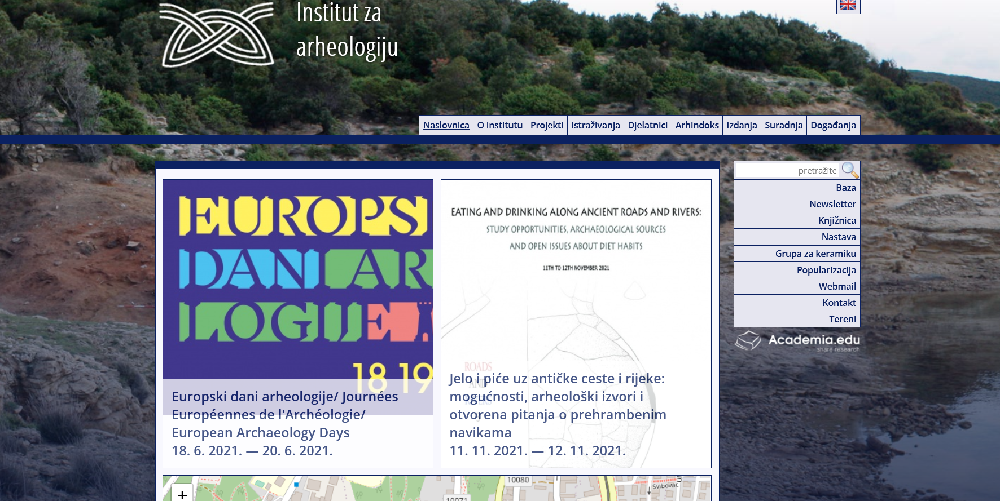 Institut za
arheologiju
Naslovnica
O institutu
Projekti
Istraživanja
Djelatnici
Arhindoks
Izdanja
Suradnja
Događanja
EUROPS
DANI AR
LOGIJE
18 19
Europski dani arheologije/ Journées
Européennes de l'Archéologie/
European Archaeology Days
18. 6. 2021. — 20. 6. 2021.
EATING AND DRINKING ALONG ANCIENT ROADS AND RIVERS:
STUDY OPPORTUNITIES, ARCHAEOLOGICAL SOURCES
AND OPEN ISSUES ABOUT DIET HABITS
11TH TO 12TH NOVEMBER 2021
ROADS
AND
Jelo i piće uz antičke ceste i rijeke:
mogućnosti, arheološki izvori i
otvorena pitanja o prehrambenim
navikama
11. 11. 2021. — 12. 11. 2021.
pretražite
Baza
Newsletter
Knjižnica
Nastava
Grupa za keramiku
Popularizacija
Webmail
Kontakt
Tereni
Academia.edu
share research
+
10080
10071
Svibovac